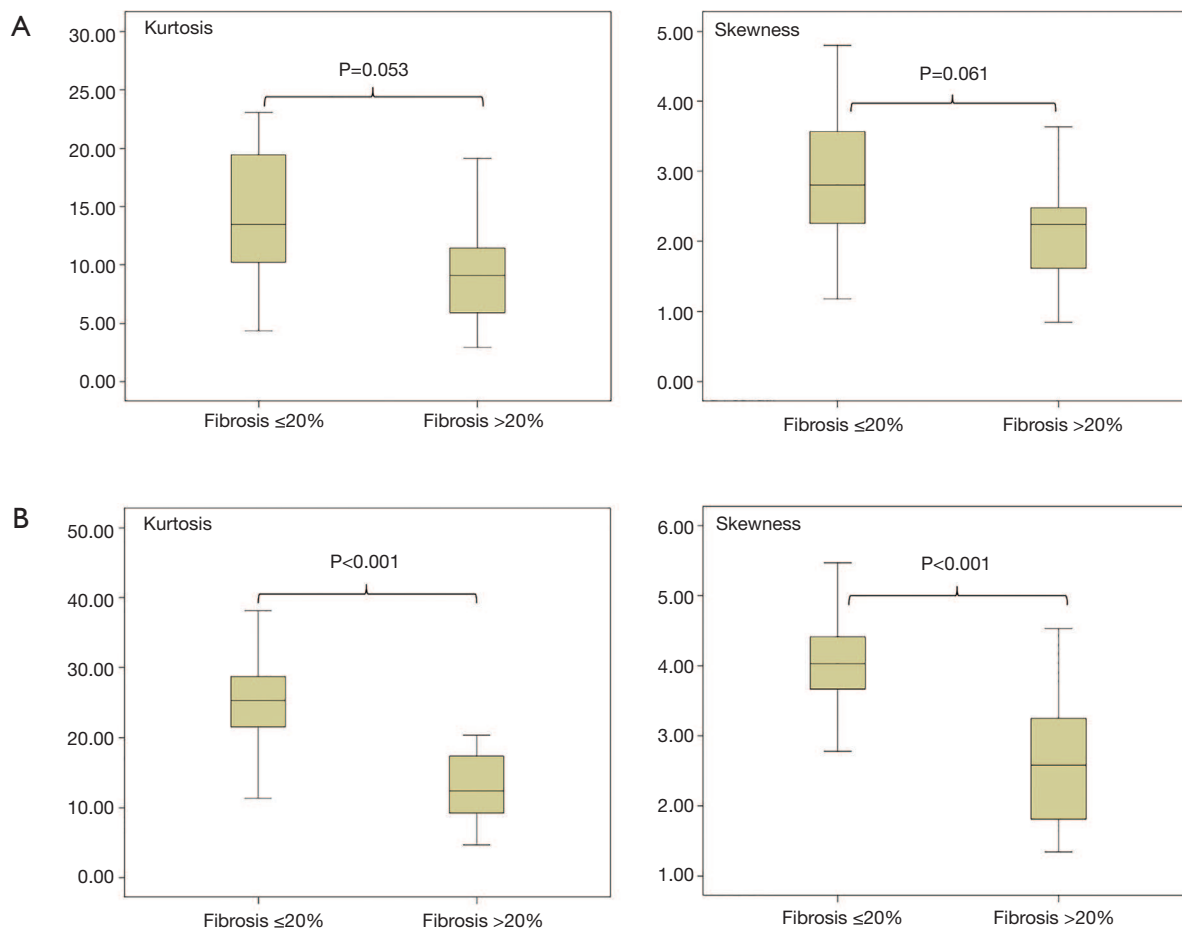 A
Kurtosis
P=0.053
30.00
25.00
20.00
15.00
10.00
5.00
0.00
Fibrosis ≤20%
Fibrosis >20%
Skewness
P=0.061
5.00
4.00
3.00
2.00
1.00
0.00
Fibrosis ≤20%
Fibrosis >20%
B
Kurtosis
P<0.001
50.00
40.00
30.00
20.00
10.00
0.00
Fibrosis ≤20%
Fibrosis >20%
Skewness
P<0.001
6.00
5.00
4.00
3.00
2.00
1.00
Fibrosis ≤20%
Fibrosis >20%